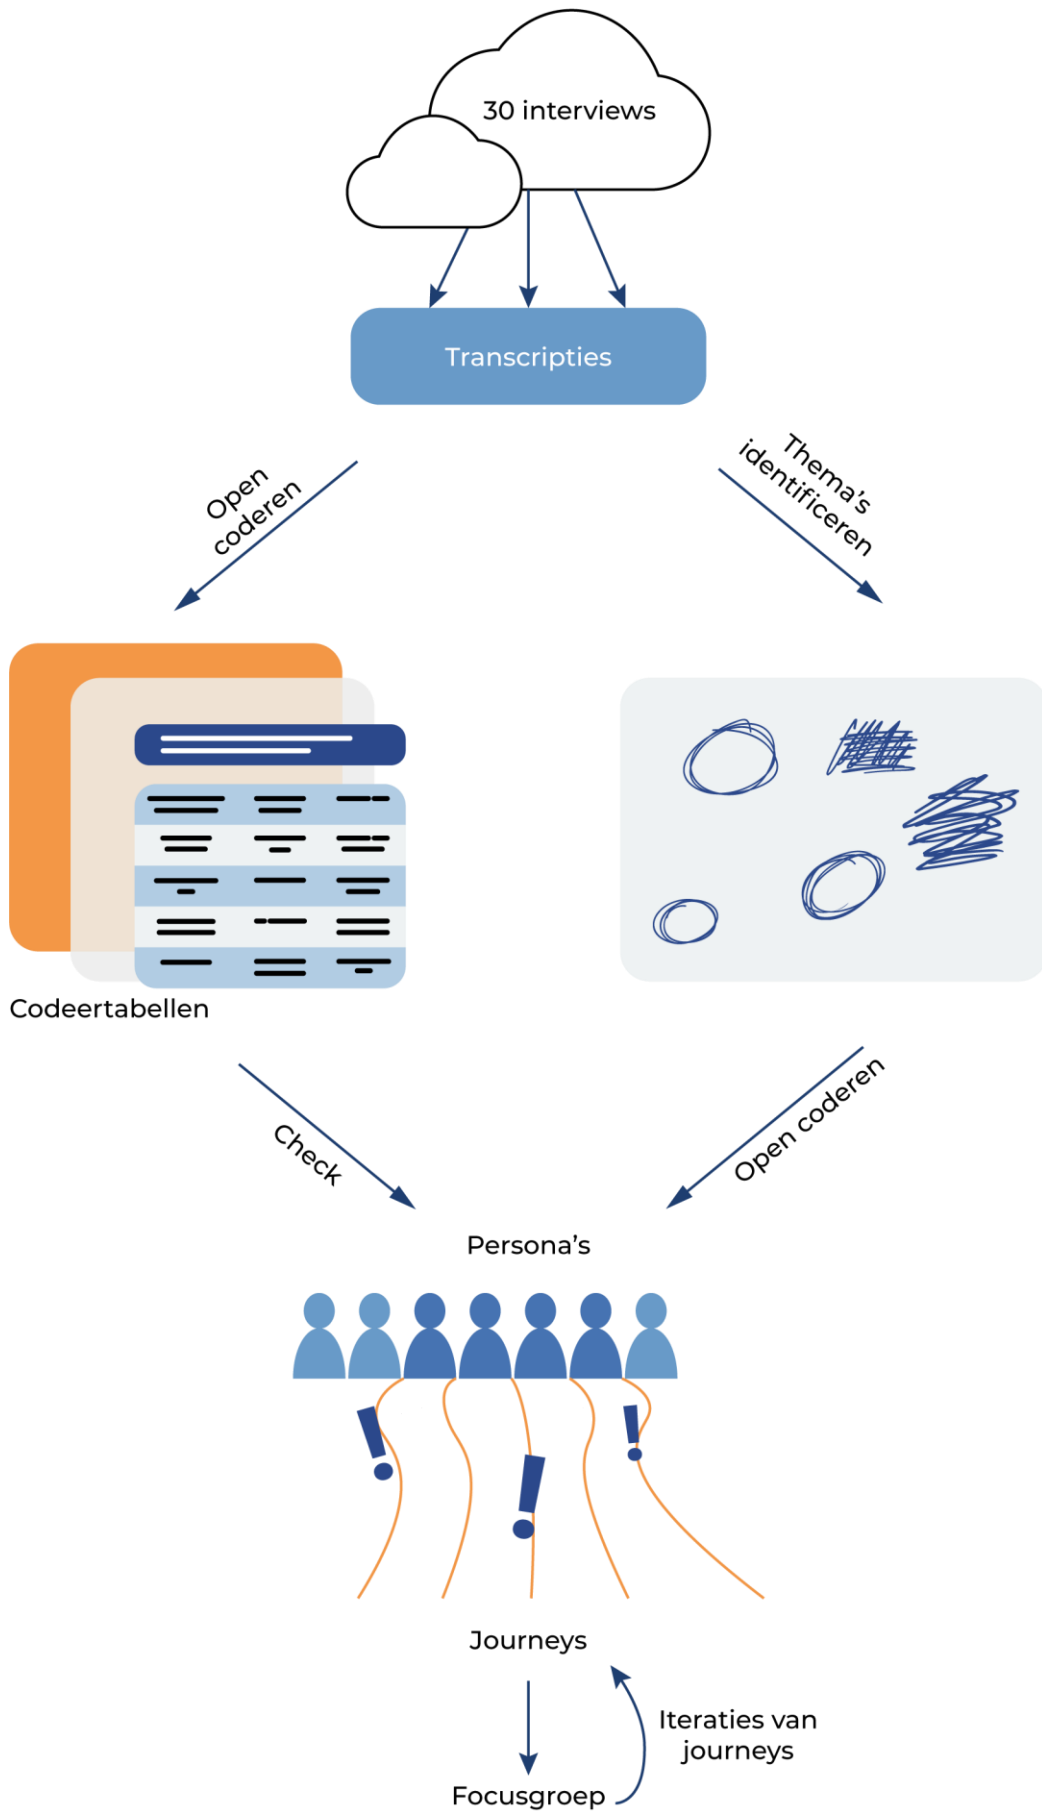 30 interviews
Transcripties
Open
coderen
Thema's
identificeren
Codeertabellen
Check
Open coderen
Persona's
Journeys
Iteraties van
journeys
Focusgroep